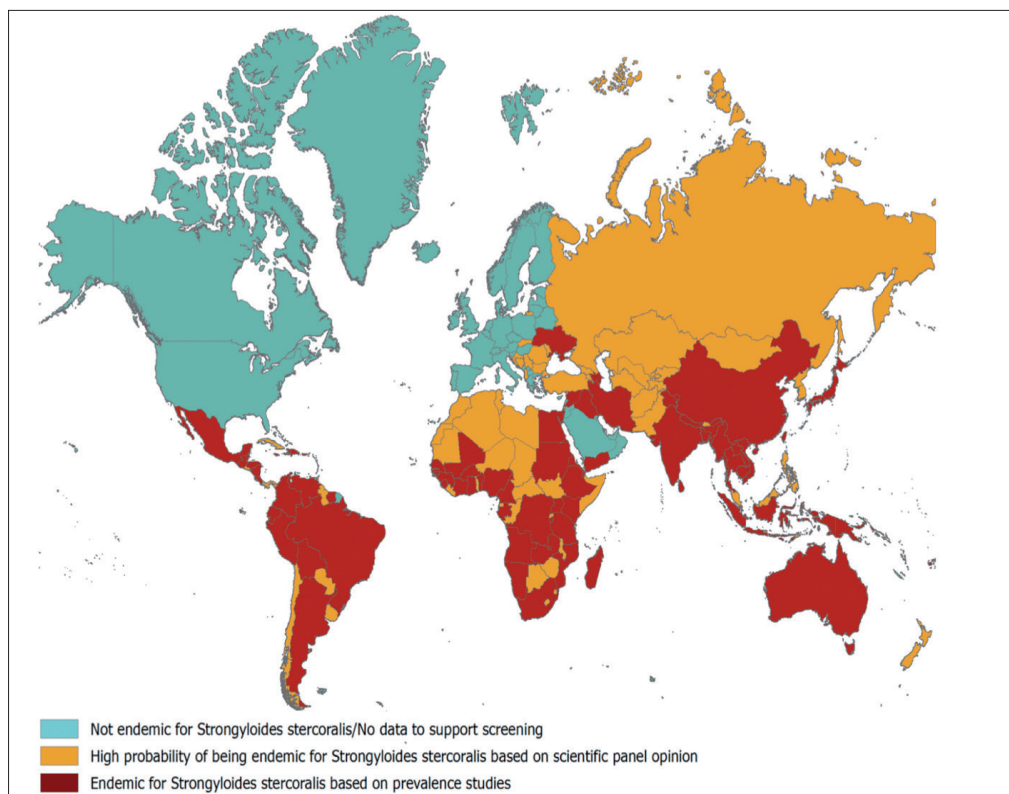 Not endemic for Strongyloides stercoralis/No data to support screening
High probability of being endemic for Strongyloides stercoralis based on scientific panel opinion
Endemic for Strongyloides stercoralis based on prevalence studies